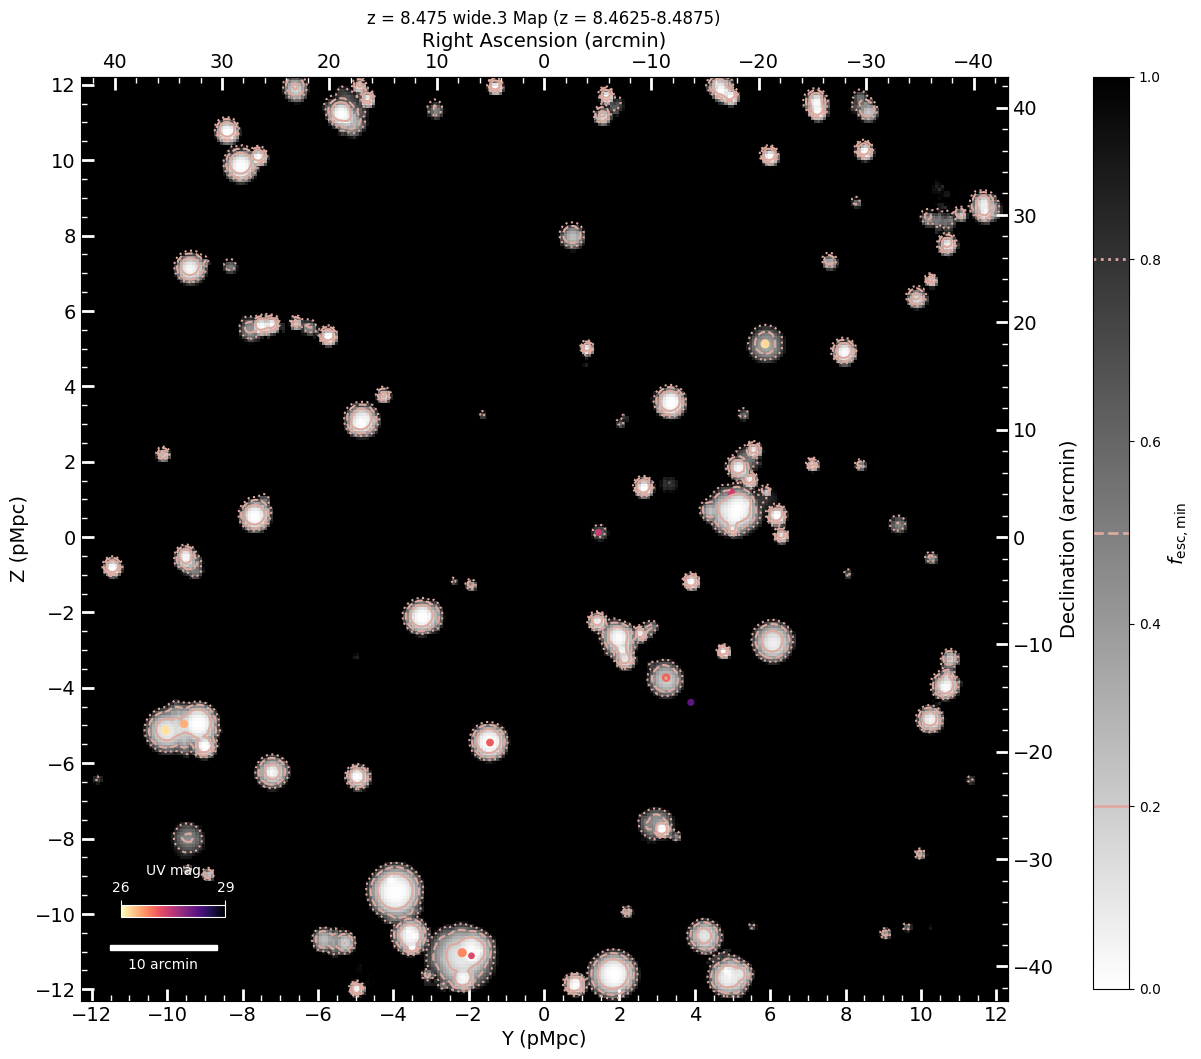 z = 8.475 wide.3 Map (z = 8.4625-8.4875)
Right Ascension (arcmin)
40 30 20 10 0 −10 −20 −30 −40
12
10
8
6
4
2
0
−2
−4
−6
−8
−10
−12
Z (pMpc)
40
30
20
10
0
−10
−20
−30
−40
Declination (arcmin)
1.0
0.8
0.6
0.4
0.2
0.0
f_esc,min
UV mag.
26 29
10 arcmin
−12 −10 −8 −6 −4 −2 0 2 4 6 8 10 12
Y (pMpc)